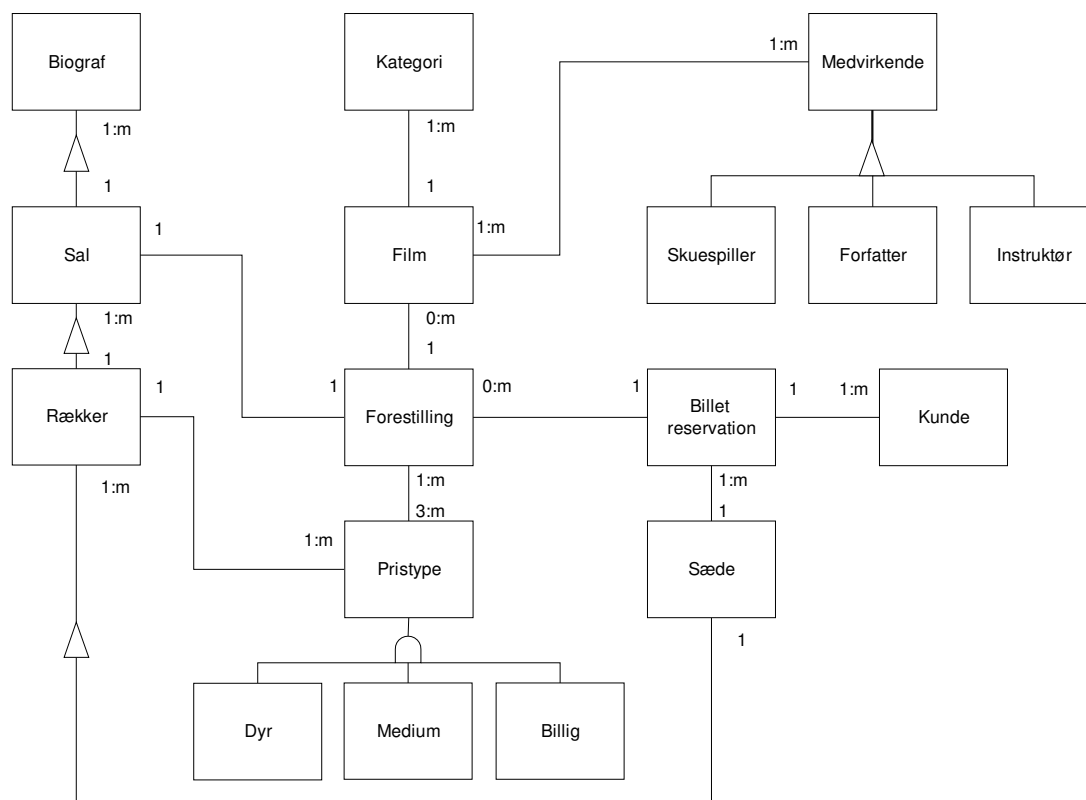 Biograf
Kategori
Medvirkende
1:m
1:m
1:m
1
1
Sal
1
Film
1:m
Skuespiller
Forfatter
Instruktør
1:m
0:m
1
1
Rækker
1
1
Forestilling
0:m
1
Billet
reservation
1
1:m
Kunde
1:m
1:m
1:m
3:m
1
1:m
Pristype
Sæde
1
Dyr
Medium
Billig